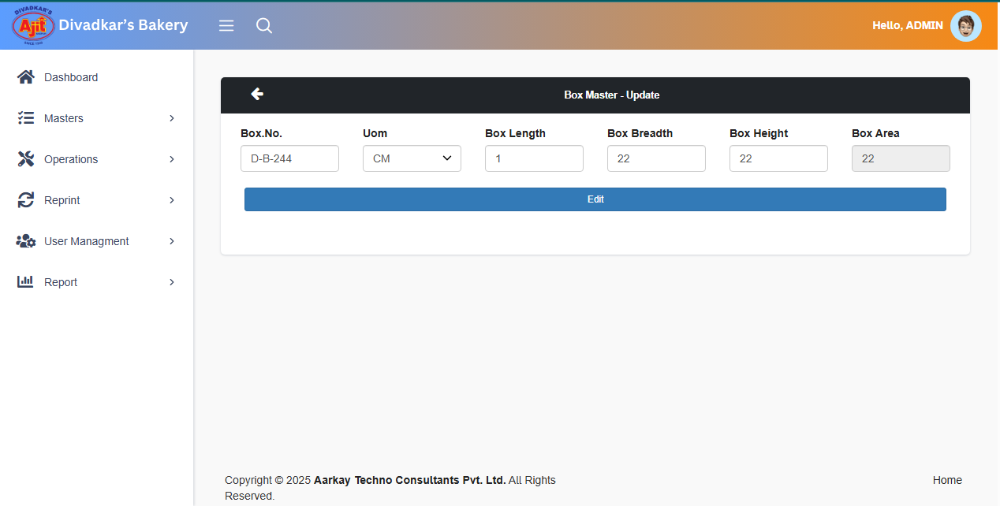 DIVADKAR'S
Ajit
SINCE 1938
Divadkar's Bakery
Hello, ADMIN
Dashboard
Masters
Operations
Reprint
User Managment
Report
Box Master - Update
Box.No. Uom Box Length Box Breadth Box Height Box Area
D-B-244 CM 1 22 22 22
Edit
Copyright © 2025 Aarkay Techno Consultants Pvt. Ltd. All Rights
Reserved.
Home